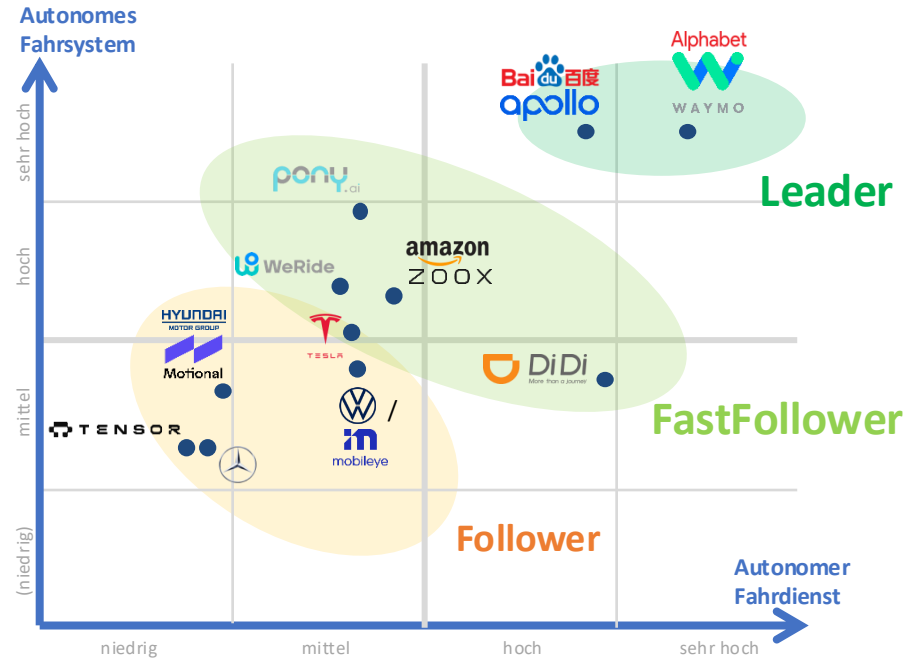 Autonomes
Fahrsystem
sehr hoch
hoch
mittel
(niedrig)
Alphabet
WAYMO
Baidu百度
apollo
Leader
pony.ai
WeRide
amazon
ZOOX
HYUNDAI
MOTOR GROUP
Motional
TESLA
DiDi
More than a journey
TENSOR
/
mobileye
FastFollower
Follower
Autonomer
Fahrdienst
niedrig
mittel
hoch
sehr hoch